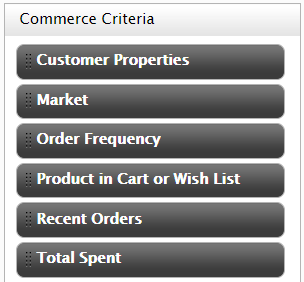 Commerce Criteria
Customer Properties
Market
Order Frequency
Product in Cart or Wish List
Recent Orders
Total Spent